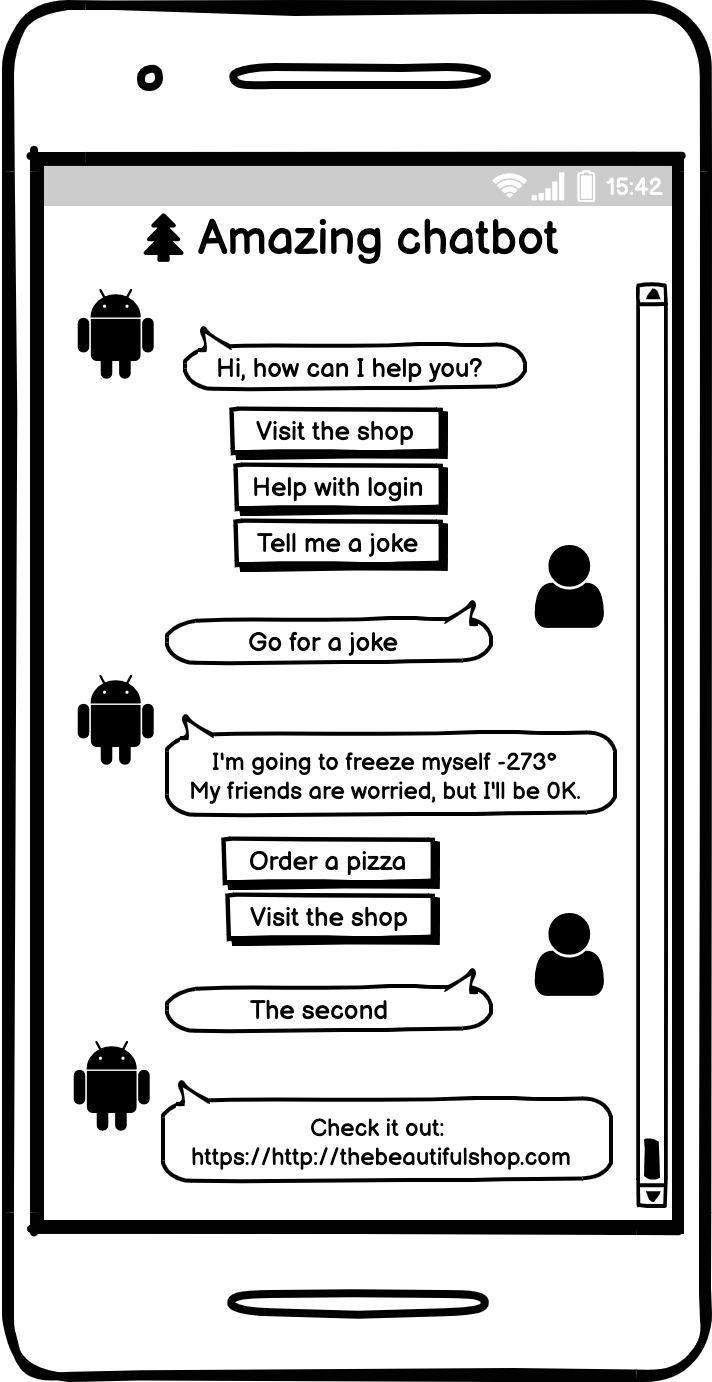 15:42
Amazing chatbot
Hi, how can I help you?
Visit the shop
Help with login
Tell me a joke
Go for a joke
I'm going to freeze myself -273°
My friends are worried, but I'll be 0K.
Order a pizza
Visit the shop
The second
Check it out:
https://http://thebeautifulshop.com